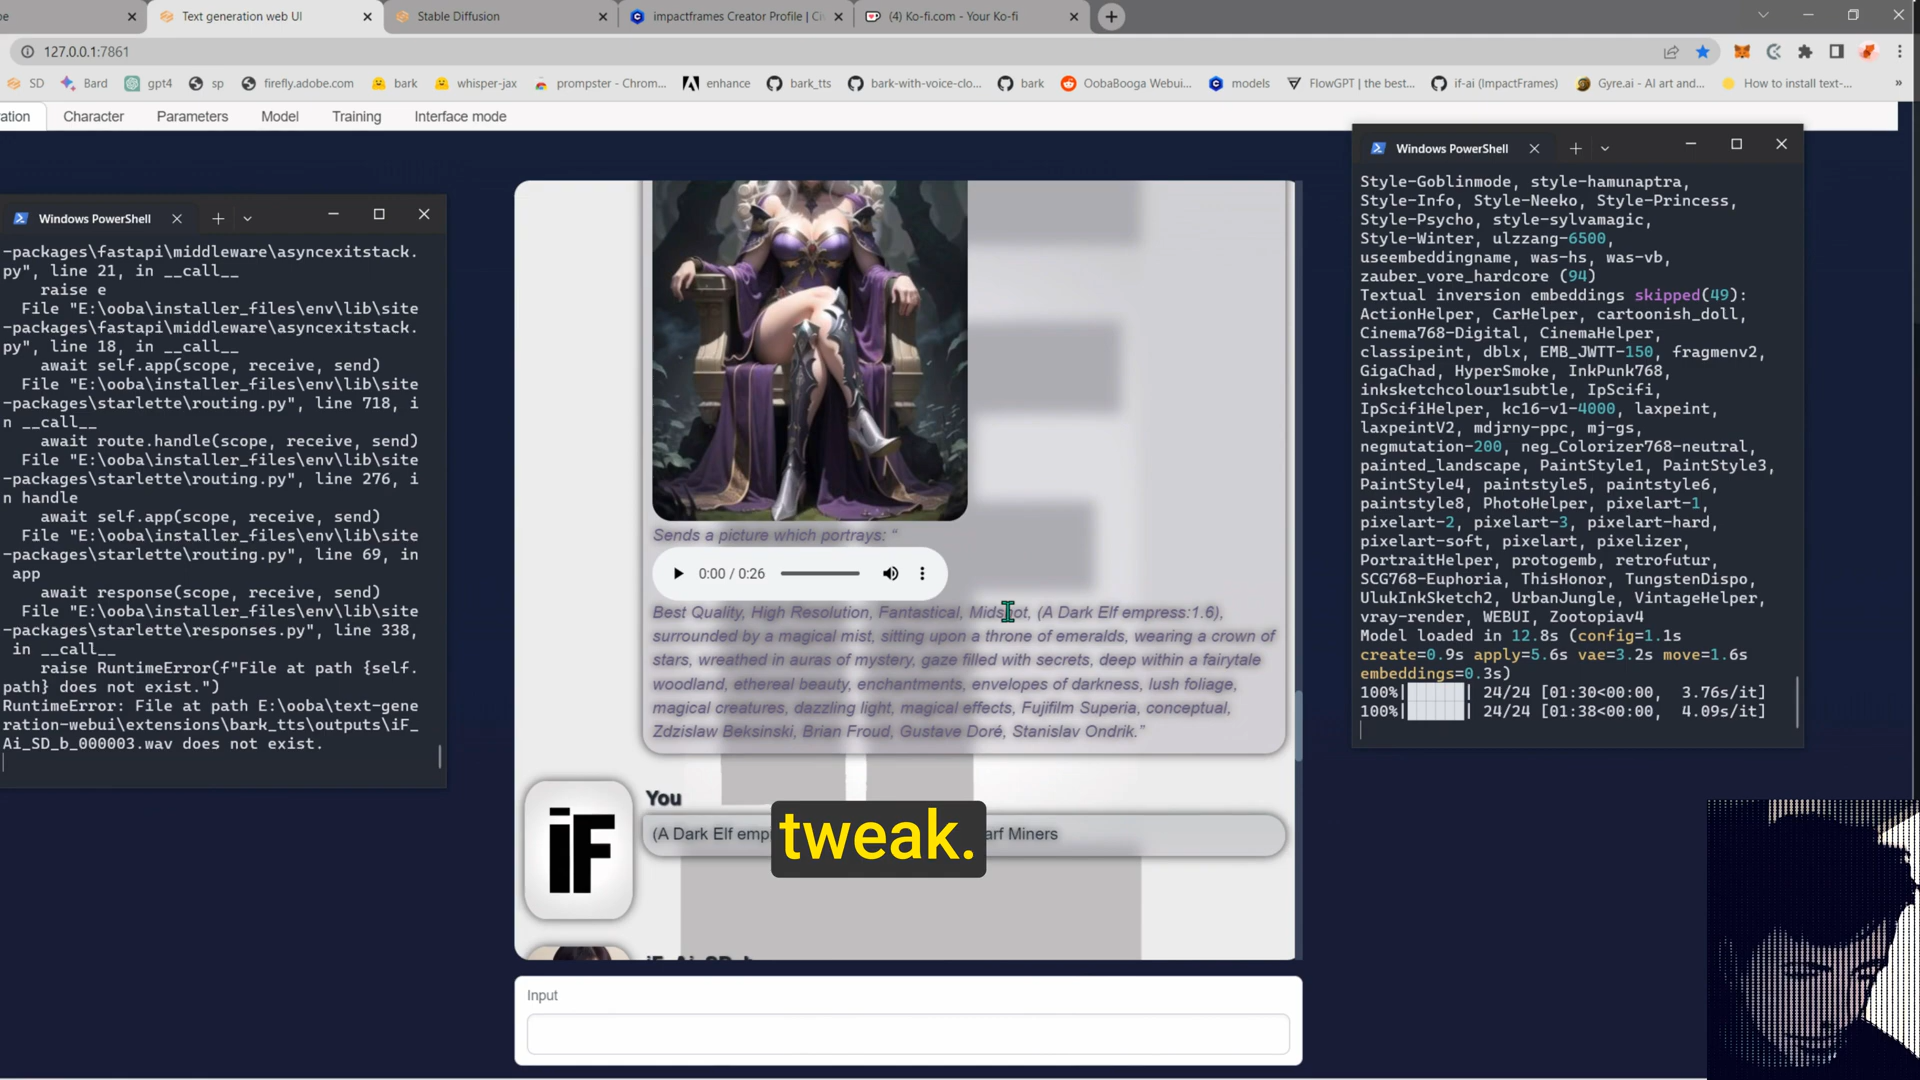 Text generation web UI
Stable Diffusion
impactframes Creator Profile | Ci
(4) Ko-fi.com - Your Ko-fi
127.0.0.1:7861
SD
Bard
gpt4
sp
firefly.adobe.com
bark
whisper-jax
prompster - Chrom...
enhance
bark_tts
bark-with-voice-clo...
bark
OobaBooga Webui...
models
FlowGPT | the best...
if-ai (ImpactFrames)
Gyre.ai - AI art and...
How to install text-...
»
ration
Character
Parameters
Model
Training
Interface mode
Windows PowerShell
-packages\fastapi\middleware\asyncexitstack.
py", line 21, in __call__
raise e
File "E:\ooba\installer_files\env\lib\site
-packages\fastapi\middleware\asyncexitstack.
py", line 18, in __call__
await self.app(scope, receive, send)
File "E:\ooba\installer_files\env\lib\site
-packages\starlette\routing.py", line 718, i
n __call__
await route.handle(scope, receive, send)
File "E:\ooba\installer_files\env\lib\site
-packages\starlette\routing.py", line 276, i
n handle
await self.app(scope, receive, send)
File "E:\ooba\installer_files\env\lib\site
-packages\starlette\routing.py", line 69, in
app
await response(scope, receive, send)
File "E:\ooba\installer_files\env\lib\site
-packages\starlette\responses.py", line 338,
in __call__
raise RuntimeError(f"File at path {self.
path} does not exist.")
RuntimeError: File at path E:\ooba\text-gene
ration-webui\extensions\bark_tts\outputs\iF_
Ai_SD_b_000003.wav does not exist.
Sends a picture which portrays: “
0:00 / 0:26
Best Quality, High Resolution, Fantastical, Midshot, (A Dark Elf empress:1.6),
surrounded by a magical mist, sitting upon a throne of emeralds, wearing a crown of
stars, wreathed in auras of mystery, gaze filled with secrets, deep within a fairytale
woodland, ethereal beauty, enchantments, envelopes of darkness, lush foliage,
magical creatures, dazzling light, magical effects, Fujifilm Superia, conceptual,
Zdzislaw Beksinski, Brian Froud, Gustave Doré, Stanislav Ondrik.”
iF
You
(A Dark Elf emp
arf Miners
tweak.
iF_Ai_SD_b
Input
Windows PowerShell
Style-Goblinmode, style-hamunaptra,
Style-Info, Style-Neeko, Style-Princess,
Style-Psycho, style-sylvamagic,
Style-Winter, ulzzang-6500,
useembeddingname, was-hs, was-vb,
zauber_vore_hardcore (94)
Textual inversion embeddings skipped(49):
ActionHelper, CarHelper, cartoonish_doll,
Cinema768-Digital, CinemaHelper,
classipeint, dblx, EMB_JWTT-150, fragmenv2,
GigaChad, HyperSmoke, InkPunk768,
inksketchcolour1subtle, IpSciFi,
IpScifiHelper, kc16-v1-4000, laxpeint,
laxpeintV2, mdjrny-ppc, mj-gs,
negmutation-200, neg_Colorizer768-neutral,
painted_landscape, PaintStyle1, PaintStyle3,
PaintStyle4, paintstyle5, paintstyle6,
paintstyle8, PhotoHelper, pixelart-1,
pixelart-2, pixelart-3, pixelart-hard,
pixelart-soft, pixelart, pixelizer,
PortraitHelper, protogemb, retrofutur,
SCG768-Euphoria, ThisHonor, TungstenDispo,
UlukInkSketch2, UrbanJungle, VintageHelper,
vray-render, WEBUI, Zootopiav4
Model loaded in 12.8s (config=1.1s
create=0.9s apply=5.6s vae=3.2s move=1.6s
embeddings=0.3s)
100%| | 24/24 [01:30<00:00, 3.76s/it]
100%| | 24/24 [01:38<00:00, 4.09s/it]